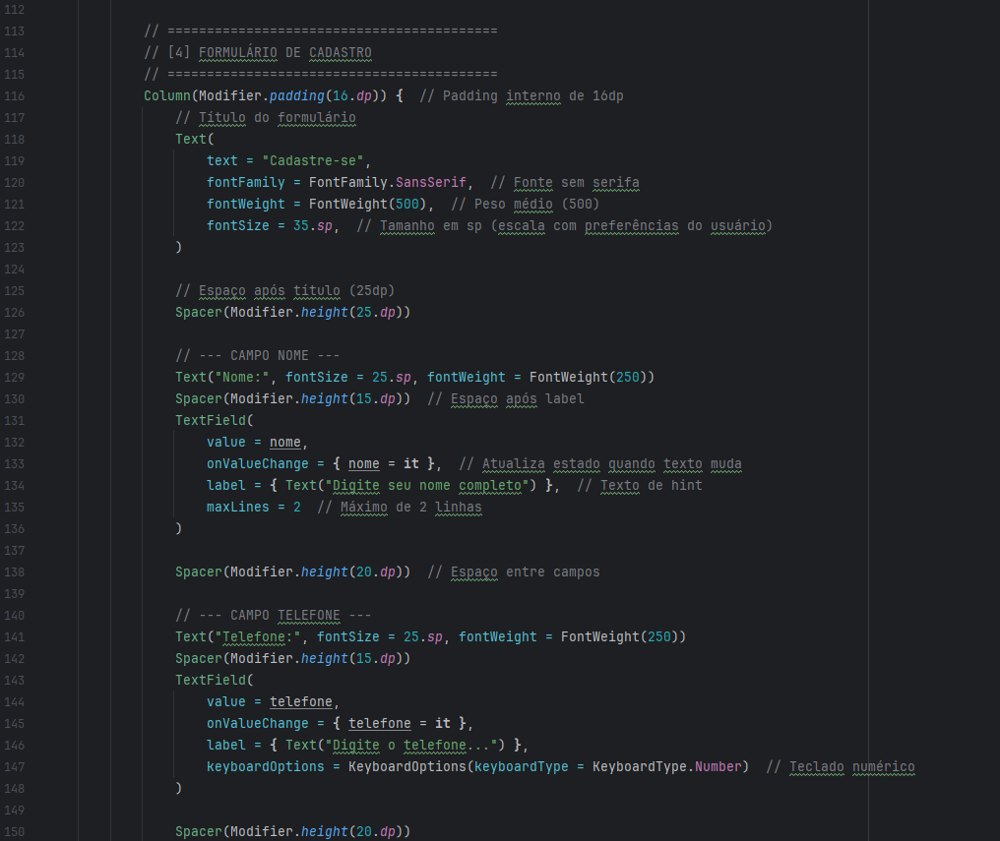 112
113 // ==========================================
114 // [4] FORMULÁRIO DE CADASTRO
115 // ==========================================
116 Column(Modifier.padding(16.dp)) {  // Padding interno de 16dp
117 // Título do formulário
118 Text(
119 text = "Cadastre-se",
120 fontFamily = FontFamily.SansSerif,  // Fonte sem serifa
121 fontWeight = FontWeight(500),  // Peso médio (500)
122 fontSize = 35.sp,  // Tamanho em sp (escala com preferências do usuário)
123 )
124
125 // Espaço após título (25dp)
126 Spacer(Modifier.height(25.dp))
127
128 // --- CAMPO NOME ---
129 Text("Nome:", fontSize = 25.sp, fontWeight = FontWeight(250))
130 Spacer(Modifier.height(15.dp))  // Espaço após label
131 TextField(
132 value = nome,
133 onValueChange = { nome = it },  // Atualiza estado quando texto muda
134 label = { Text("Digite seu nome completo") },  // Texto de hint
135 maxLines = 2  // Máximo de 2 linhas
136 )
137
138 Spacer(Modifier.height(20.dp))  // Espaço entre campos
139
140 // --- CAMPO TELEFONE ---
141 Text("Telefone:", fontSize = 25.sp, fontWeight = FontWeight(250))
142 Spacer(Modifier.height(15.dp))
143 TextField(
144 value = telefone,
145 onValueChange = { telefone = it },
146 label = { Text("Digite o telefone...") },
147 keyboardOptions = KeyboardOptions(keyboardType = KeyboardType.Number)  // Teclado numérico
148 )
149
150 Spacer(Modifier.height(20.dp))